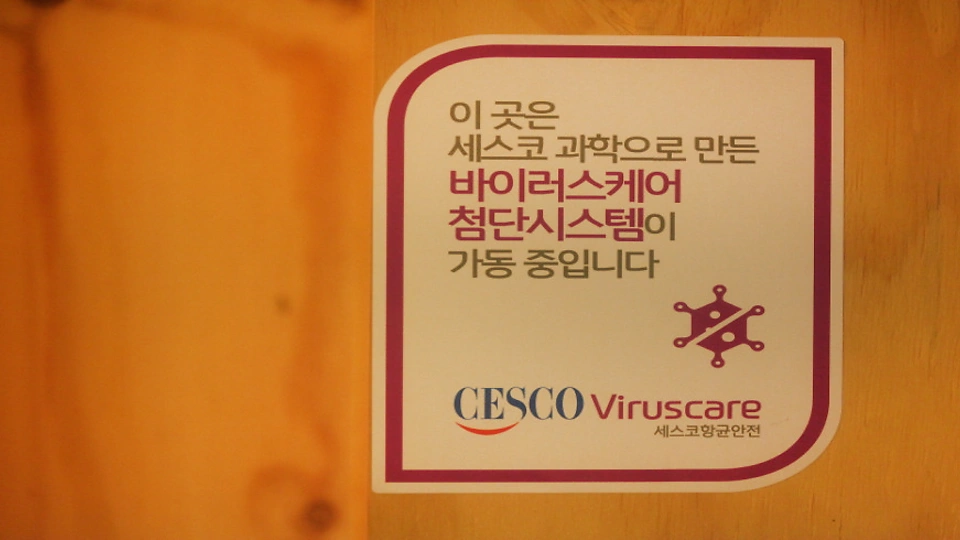 이 곳은
세스코 과학으로 만든
바이러스케어
첨단시스템이
가동 중입니다
CESCO Viruscare
세스코항균안전